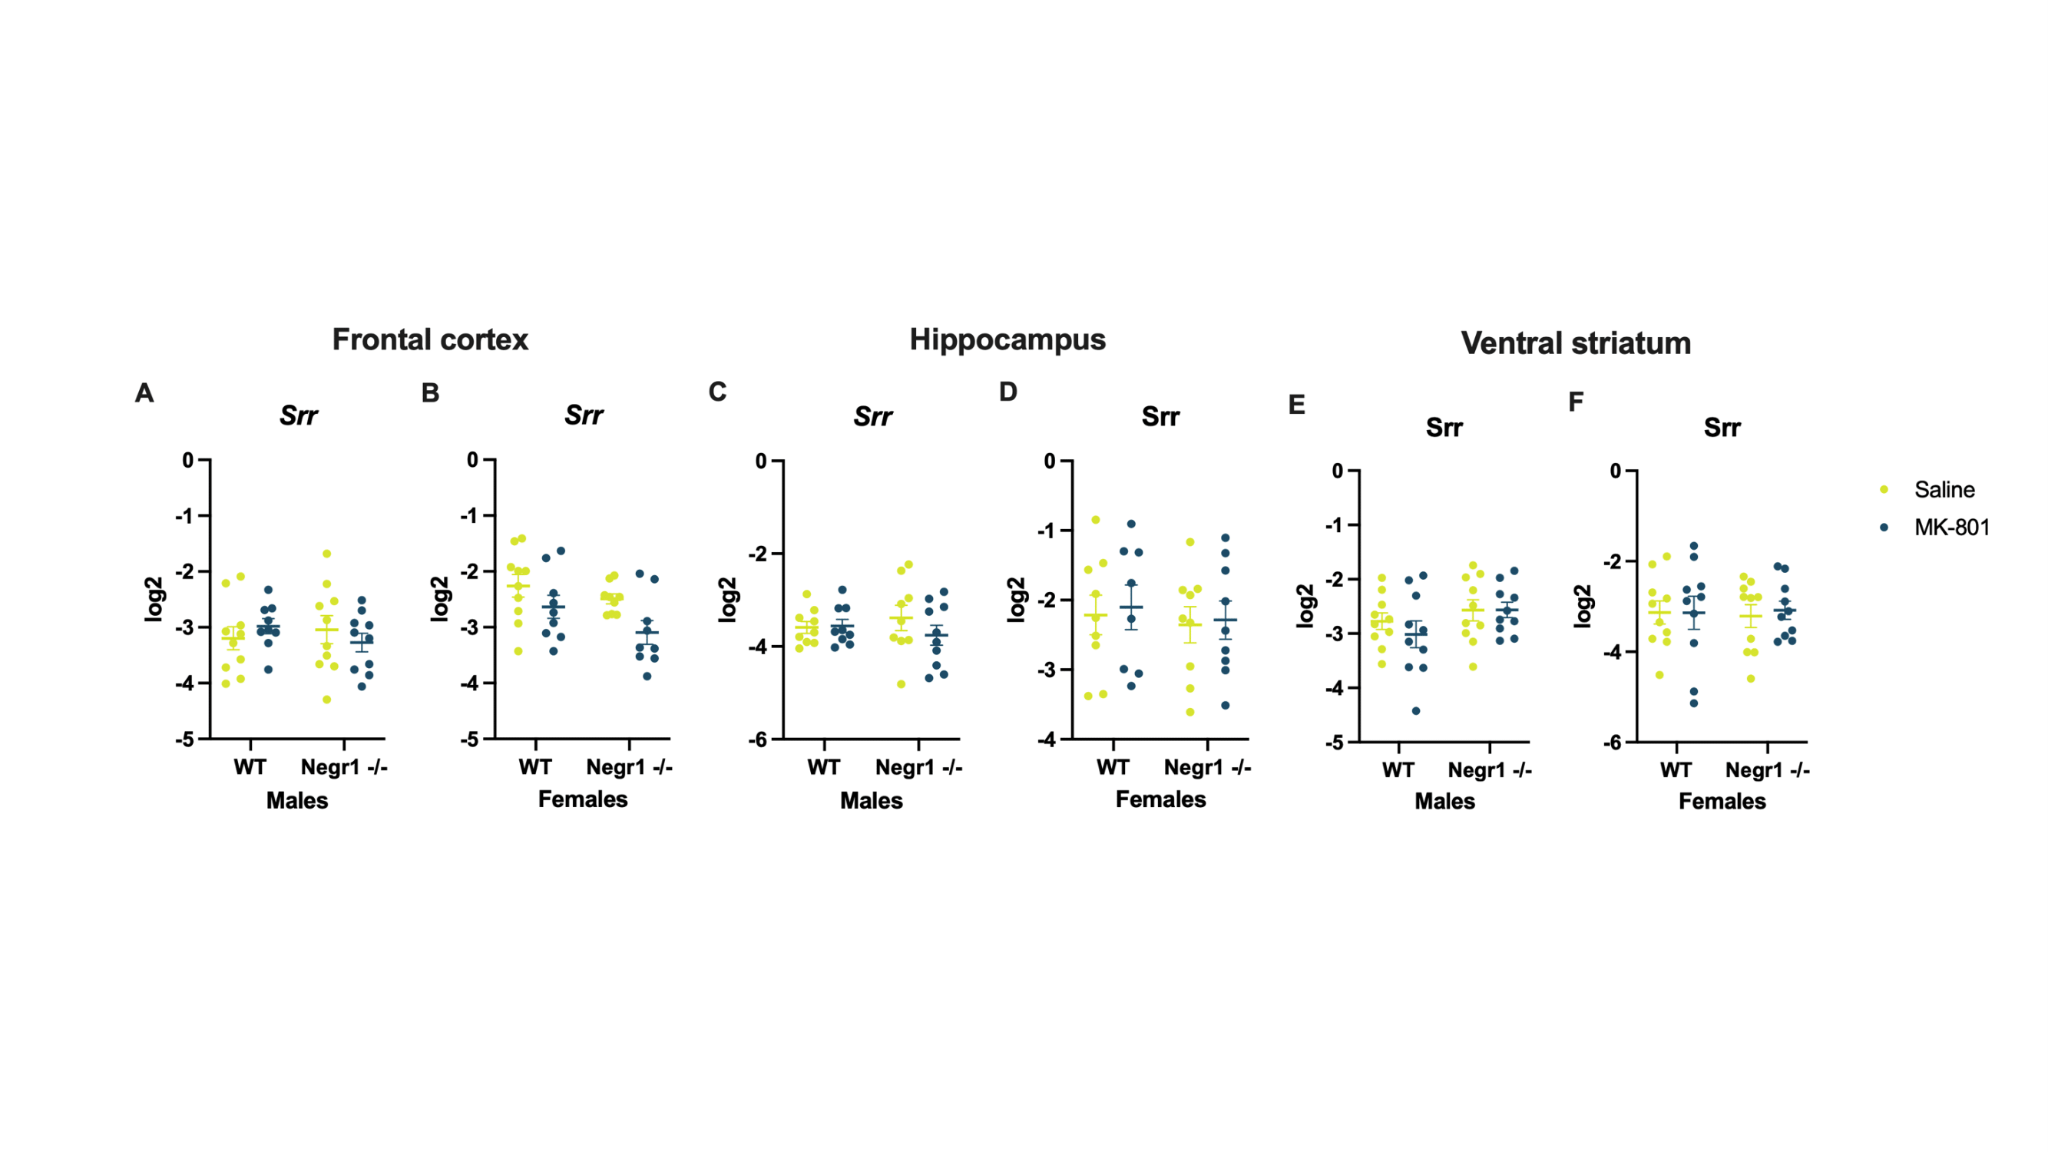 Frontal cortex
Hippocampus
Ventral striatum
A
Srr
0
-1
-2
-3
-4
-5
log2
WT
Negr1 -/-
Males
B
Srr
0
-1
-2
-3
-4
-5
log2
WT
Negr1 -/-
Females
C
Srr
0
-2
-4
-6
log2
WT
Negr1 -/-
Males
D
Srr
0
-1
-2
-3
-4
log2
WT
Negr1 -/-
Females
E
Srr
0
-1
-2
-3
-4
-5
log2
WT
Negr1 -/-
Males
F
Srr
0
-2
-4
-6
log2
WT
Negr1 -/-
Females
Saline
MK-801